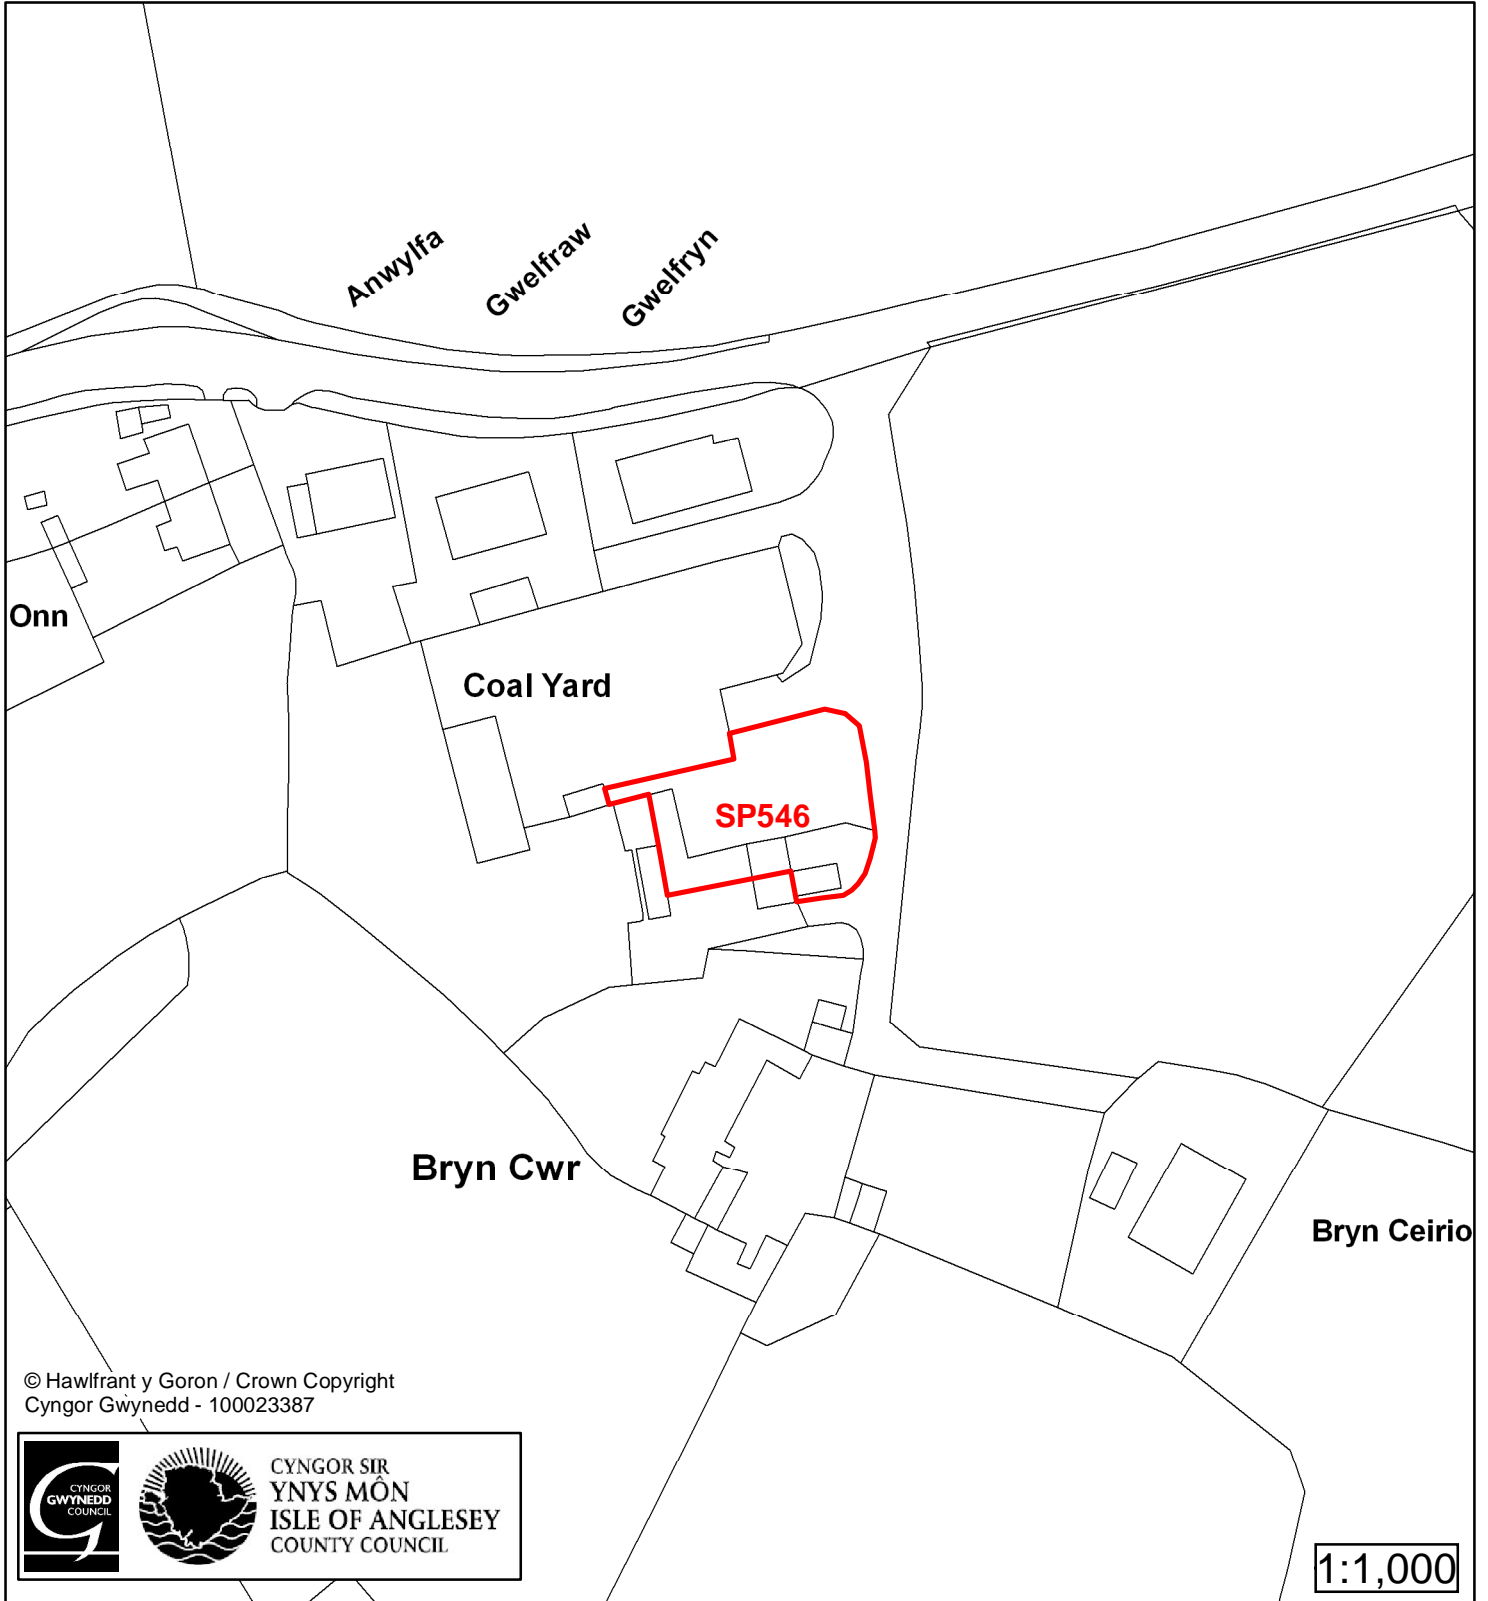 Anwylfa
Gwelfraw
Gwelfryn
Onn
Coal Yard
SP546
Bryn Cwr
Bryn Ceirio
© Hawlfrant y Goron / Crown Copyright
Cyngor Gwynedd - 100023387
CYNGOR
GWYNEDD
COUNCIL
CYNGOR SIR
YNYS MÔN
ISLE OF ANGLESEY
COUNTY COUNCIL
1:1,000